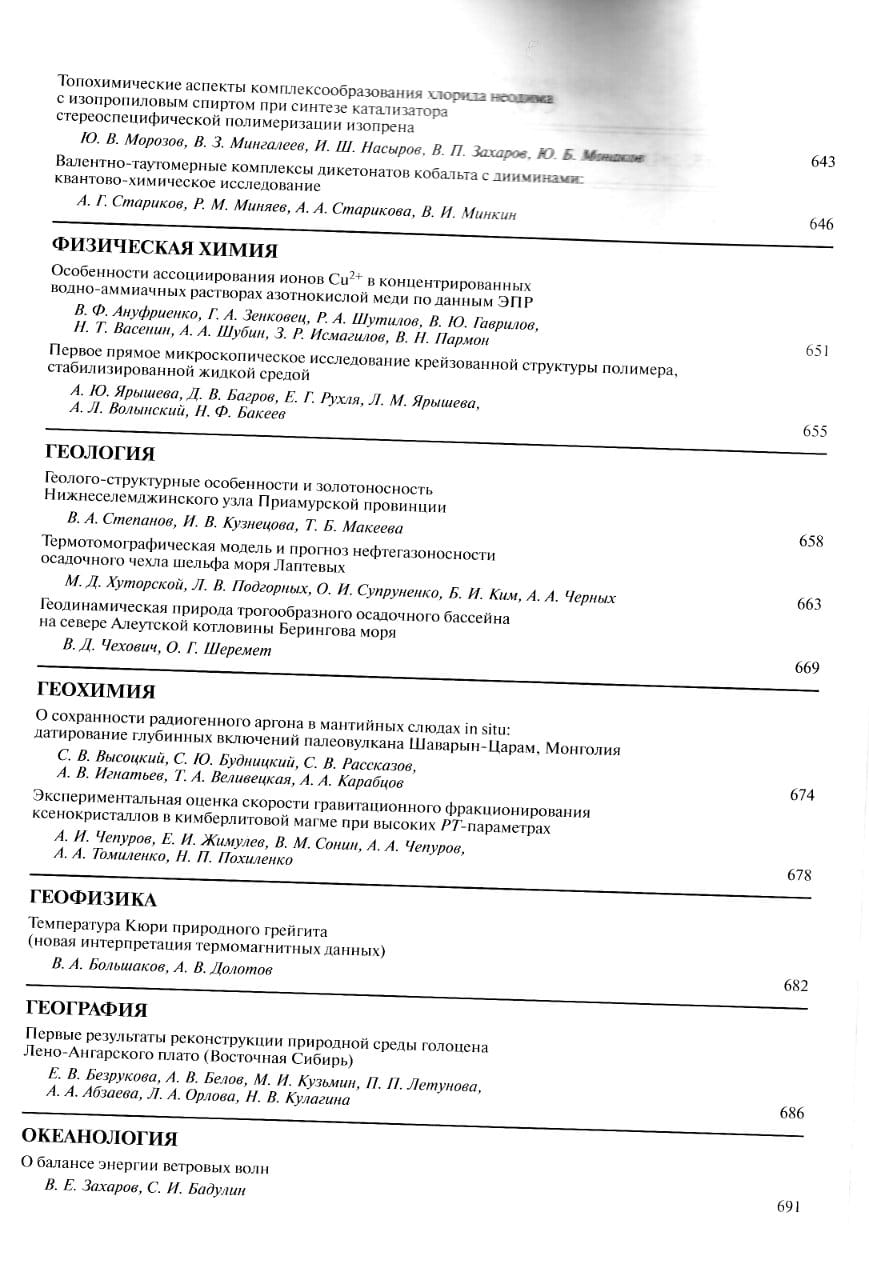 Топохимические аспекты комплексообразования хлорида неодима
с изопропиловым спиртом при синтезе катализатора
стереоспецифической полимеризации изопрена
Ю. В. Морозов, В. З. Мингалеев, И. Ш. Насыров, В. П. Захаров, Ю. Б. Монаков
643
Валентно-таутомерные комплексы дикетонатов кобальта с дииминами:
квантово-химическое исследование
А. Г. Стариков, Р. М. Миняев, А. А. Старикова, В. И. Минкин
646
ФИЗИЧЕСКАЯ ХИМИЯ
Особенности ассоциирования ионов Cu²⁺ в концентрированных
водно-аммиачных растворах азотнокислой меди по данным ЭПР
В. Ф. Ануфриенко, Г. А. Зенковец, Р. А. Шутилов, В. Ю. Гаврилов,
Н. Т. Васенин, А. А. Шубин, З. Р. Исмагилов, В. Н. Пармон
651
Первое прямое микроскопическое исследование крейзованной структуры полимера,
стабилизированной жидкой средой
А. Ю. Ярышева, Д. В. Багров, Е. Г. Рухля, Л. М. Ярышева,
А. Л. Волынский, Н. Ф. Бакеев
655
ГЕОЛОГИЯ
Геолого-структурные особенности и золотоносность
Нижнеселемджинского узла Приамурской провинции
В. А. Степанов, И. В. Кузнецова, Т. Б. Макеева
658
Термотомографическая модель и прогноз нефтегазоносности
осадочного чехла шельфа моря Лаптевых
М. Д. Хуторской, Л. В. Подгорных, О. И. Супруненко, Б. И. Ким, А. А. Черных
663
Геодинамическая природа трогообразного осадочного бассейна
на севере Алеутской котловины Берингова моря
В. Д. Чехович, О. Г. Шеремет
669
ГЕОХИМИЯ
О сохранности радиогенного аргона в мантийных слюдах in situ:
датирование глубинных включений палеовулкана Шаварын-Царам, Монголия
С. В. Высоцкий, С. Ю. Будницкий, С. В. Рассказов,
А. В. Игнатьев, Т. А. Веливецкая, А. А. Карабцов
674
Экспериментальная оценка скорости гравитационного фракционирования
ксенокристаллов в кимберлитовой магме при высоких РТ-параметрах
А. И. Чепуров, Е. И. Жимулев, В. М. Сонин, А. А. Чепуров,
А. А. Томиленко, Н. П. Похиленко
678
ГЕОФИЗИКА
Температура Кюри природного грейгита
(новая интерпретация термомагнитных данных)
В. А. Большаков, А. В. Долотов
682
ГЕОГРАФИЯ
Первые результаты реконструкции природной среды голоцена
Лено-Ангарского плато (Восточная Сибирь)
Е. В. Безрукова, А. В. Белов, М. И. Кузьмин, П. П. Летунова,
А. А. Абзаева, Л. А. Орлова, Н. В. Кулагина
686
ОКЕАНОЛОГИЯ
О балансе энергии ветровых волн
В. Е. Захаров, С. И. Бадулин
691